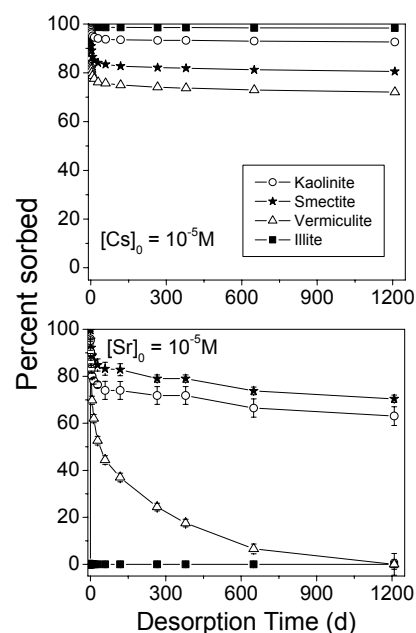 100
80
60
40
20
0
Kaolinite
Smectite
Vermiculite
Illite
[Cs]₀ = 10⁻⁵M
0 300 600 900 1200
Percent sorbed
100
80
60
40
20
0
[Sr]₀ = 10⁻⁵M
0 300 600 900 1200
Desorption Time (d)